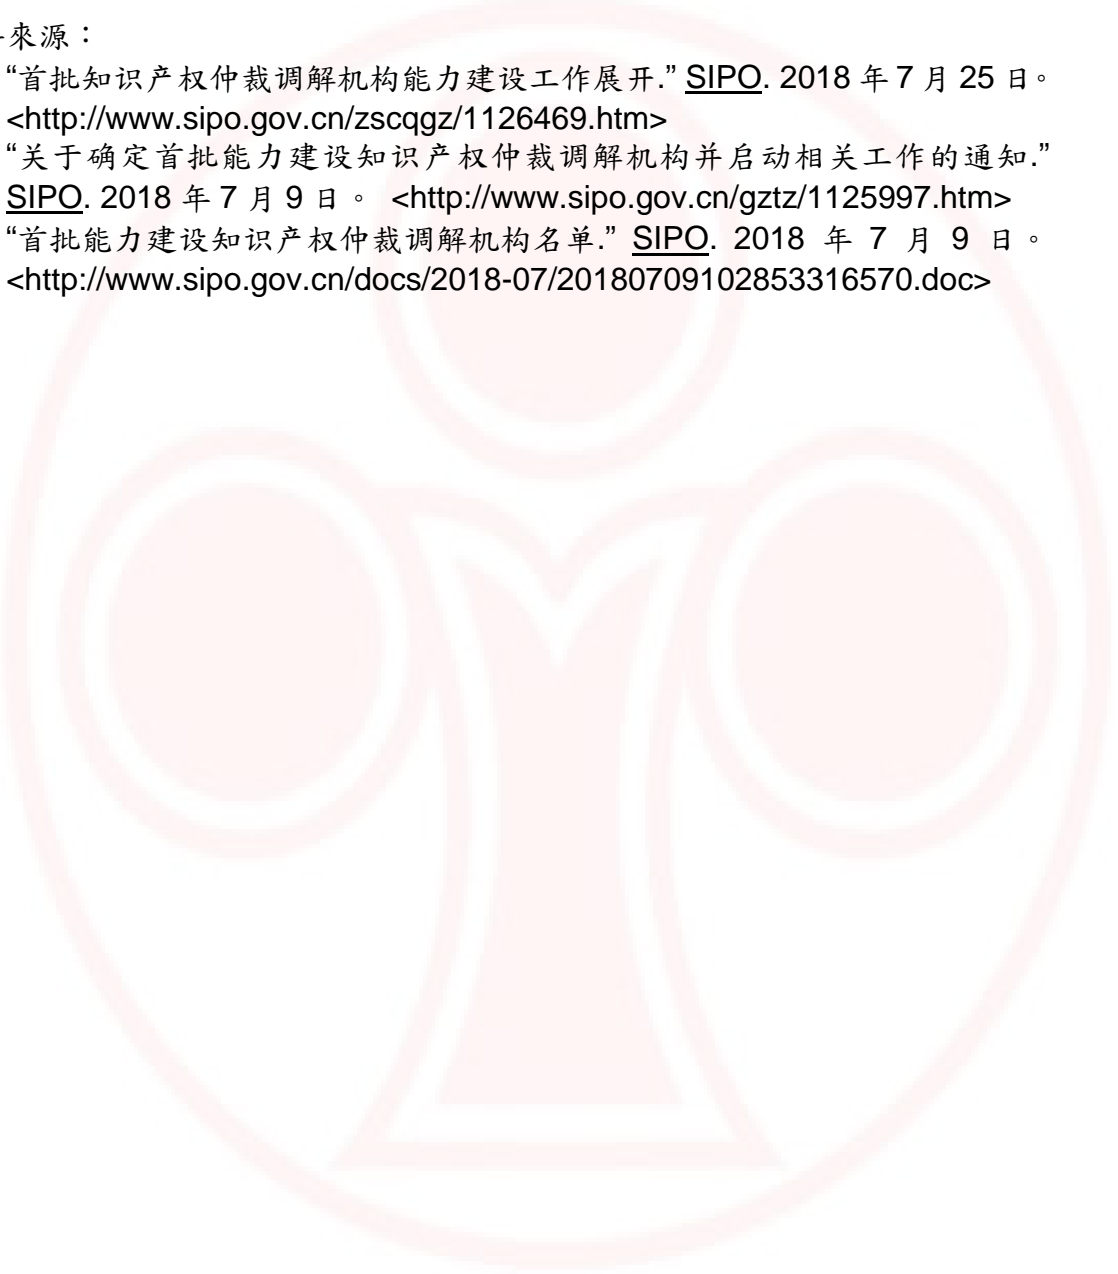 來源：
“首批知识产权仲裁调解机构能力建设工作展开.” SIPO. 2018 年 7 月 25 日。
<http://www.sipo.gov.cn/zscqgz/1126469.htm>
“关于确定首批能力建设知识产权仲裁调解机构并启动相关工作的通知.”
SIPO. 2018 年 7 月 9 日。 <http://www.sipo.gov.cn/gztz/1125997.htm>
“首批能力建设知识产权仲裁调解机构名单.” SIPO. 2018 年 7 月 9 日。
<http://www.sipo.gov.cn/docs/2018-07/20180709102853316570.doc>